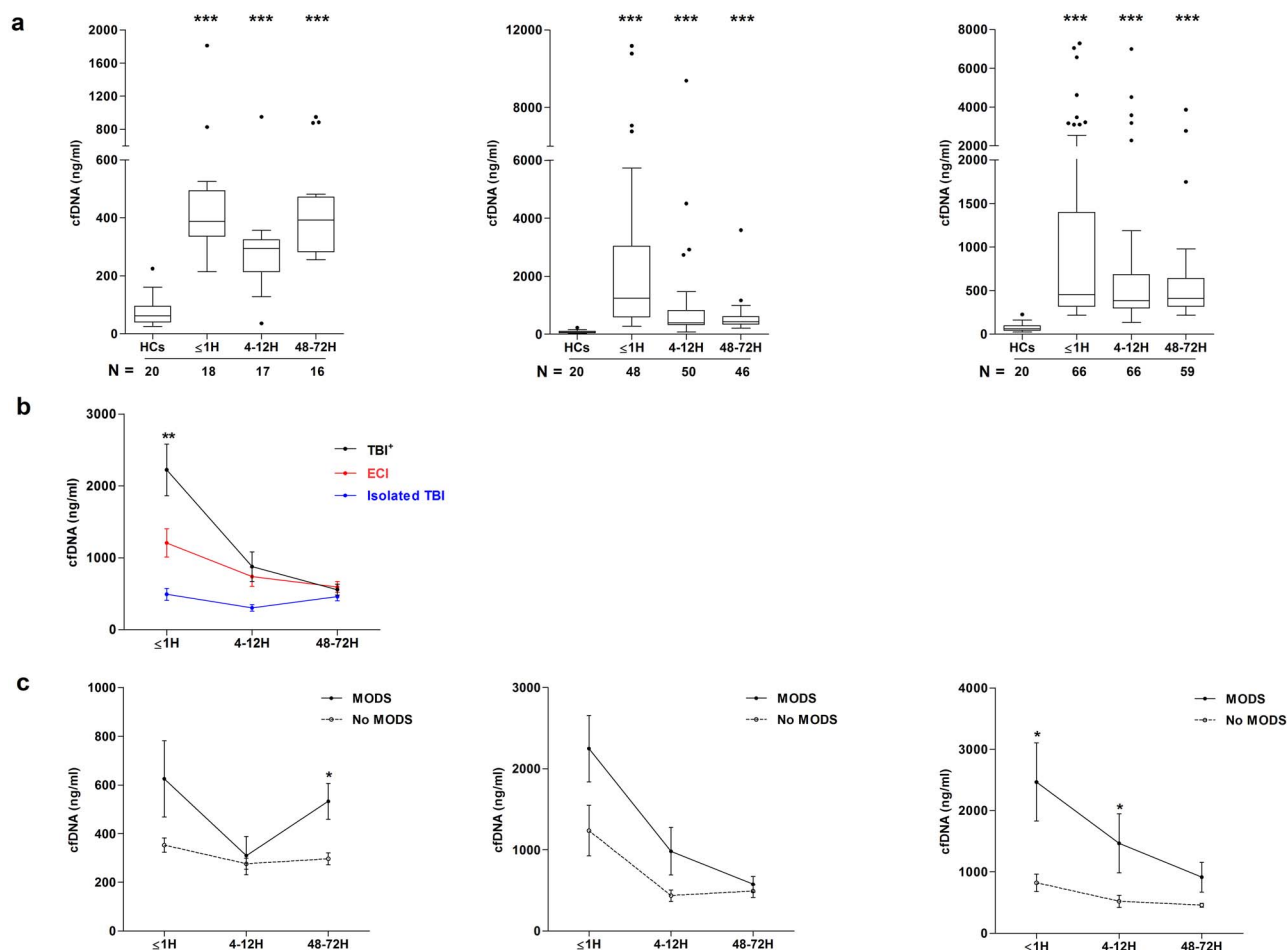 a
*** *** ***
cfDNA (ng/ml)
2000
1600
1200
800
600
400
200
0
HCs ≤1H 4-12H 48-72H
N = 20 18 17 16
*** *** ***
cfDNA (ng/ml)
12000
8000
6000
4000
2000
0
HCs ≤1H 4-12H 48-72H
N = 20 48 50 46
*** *** ***
cfDNA (ng/ml)
8000
6000
4000
2000
2000
1500
1000
500
0
HCs ≤1H 4-12H 48-72H
N = 20 66 66 59
b
cfDNA (ng/ml)
3000
2000
1000
0
**
TBI+
ECI
Isolated TBI
≤1H 4-12H 48-72H
c
cfDNA (ng/ml)
1000
800
600
400
200
0
MODS
No MODS
*
≤1H 4-12H 48-72H
cfDNA (ng/ml)
3000
2000
1000
0
MODS
No MODS
≤1H 4-12H 48-72H
cfDNA (ng/ml)
4000
3000
2000
1000
0
MODS
No MODS
*
*
≤1H 4-12H 48-72H